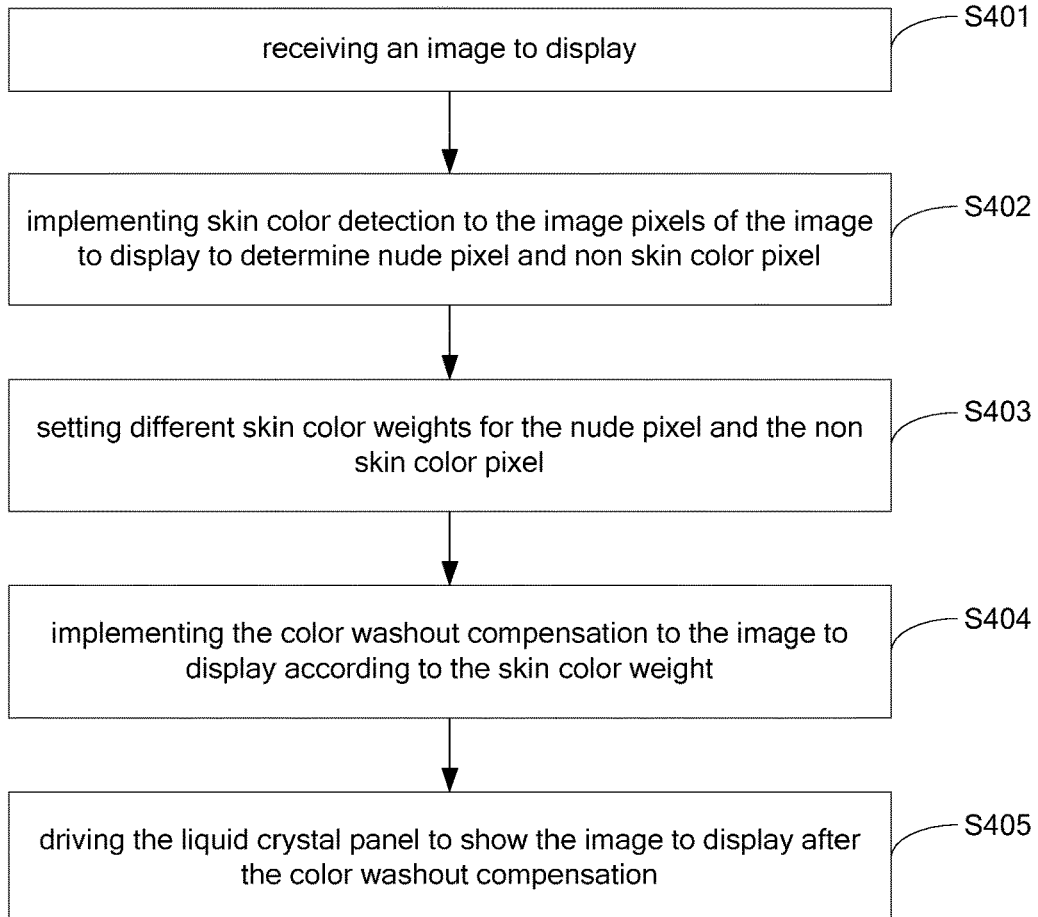 receiving an image to display
S401
implementing skin color detection to the image pixels of the image
to display to determine nude pixel and non skin color pixel
S402
setting different skin color weights for the nude pixel and the non
skin color pixel
S403
implementing the color washout compensation to the image to
display according to the skin color weight
S404
driving the liquid crystal panel to show the image to display after
the color washout compensation
S405